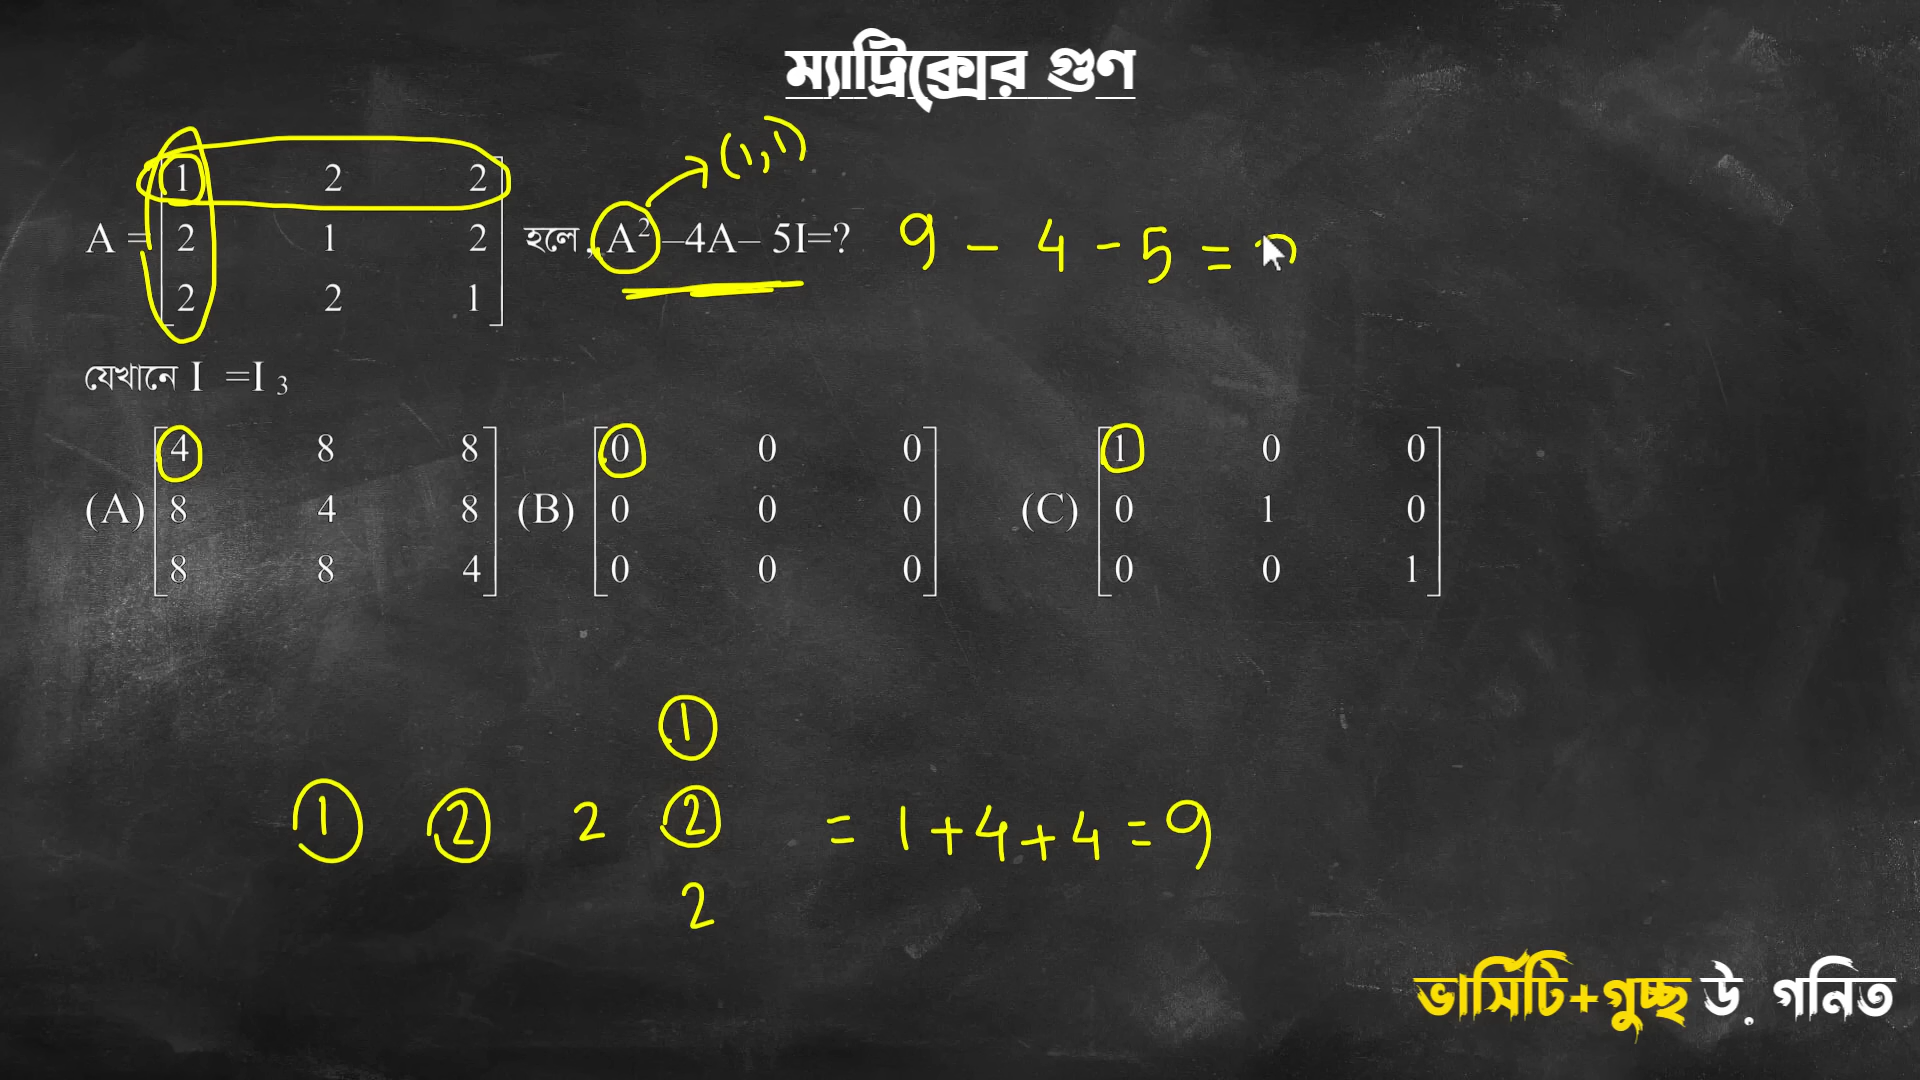 ম্যাট্রিক্সের গুণ
(1,1)
1 2 2
A = 2 1 2 হলে, A²–4A– 5I=? 9 - 4 - 5 =
2 2 1
যেখানে I =I 3
4 8 8 0 0 0 1 0 0
(A) 8 4 8 (B) 0 0 0 (C) 0 1 0
8 8 4 0 0 0 0 0 1
1
1 2 2 2 = 1+4+4=9
2
ভার্সিটি+গুচ্ছ উ. গনিত